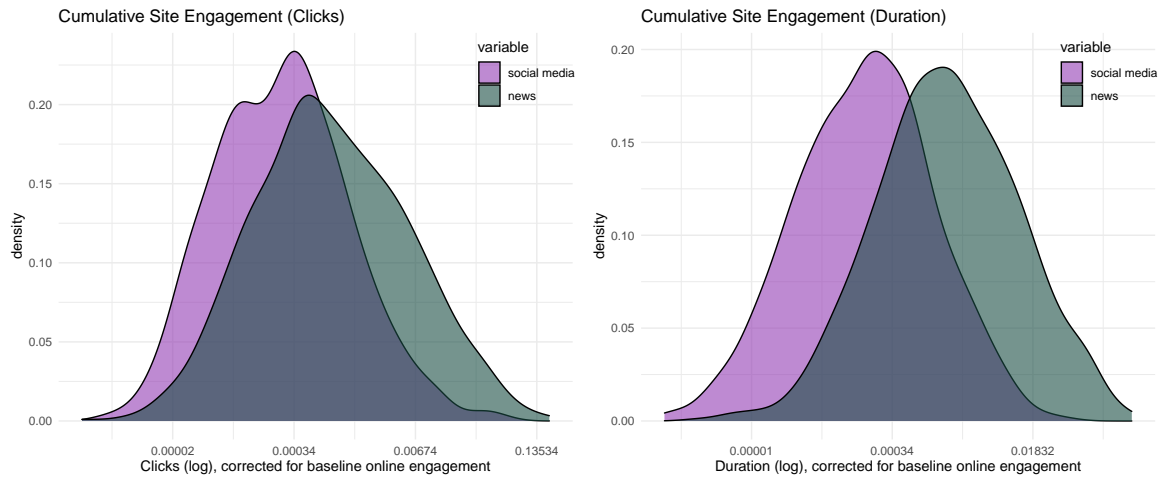 Cumulative Site Engagement (Clicks)
variable
social media
news
0.20
0.15
0.10
0.05
0.00
density
0.00002
0.00034
0.00674
0.13534
Clicks (log), corrected for baseline online engagement
Cumulative Site Engagement (Duration)
variable
social media
news
0.20
0.15
0.10
0.05
0.00
density
0.00001
0.00034
0.01832
Duration (log), corrected for baseline online engagement